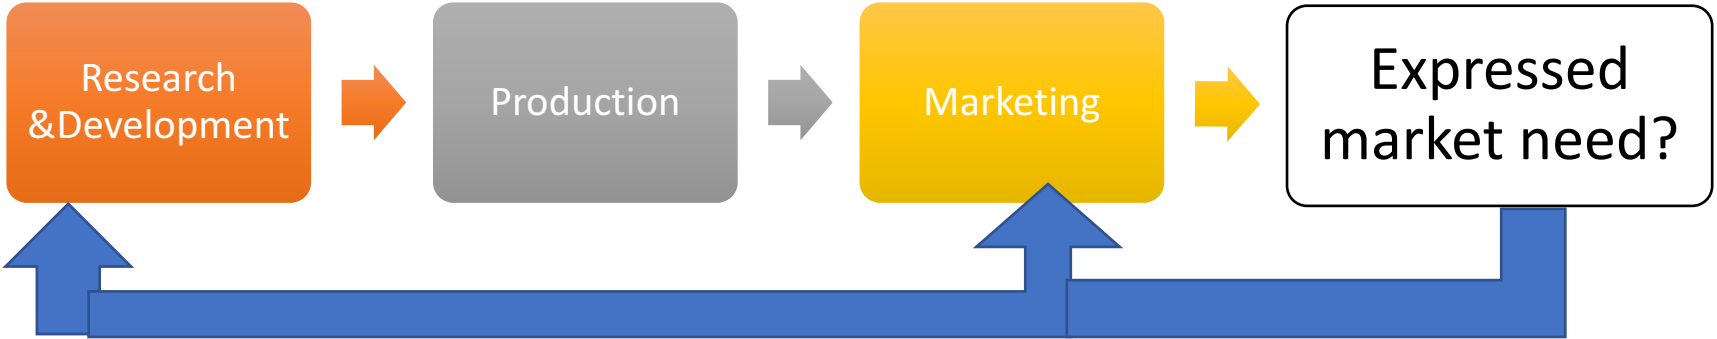 Research
&Development
Production
Marketing
Expressed
market need?